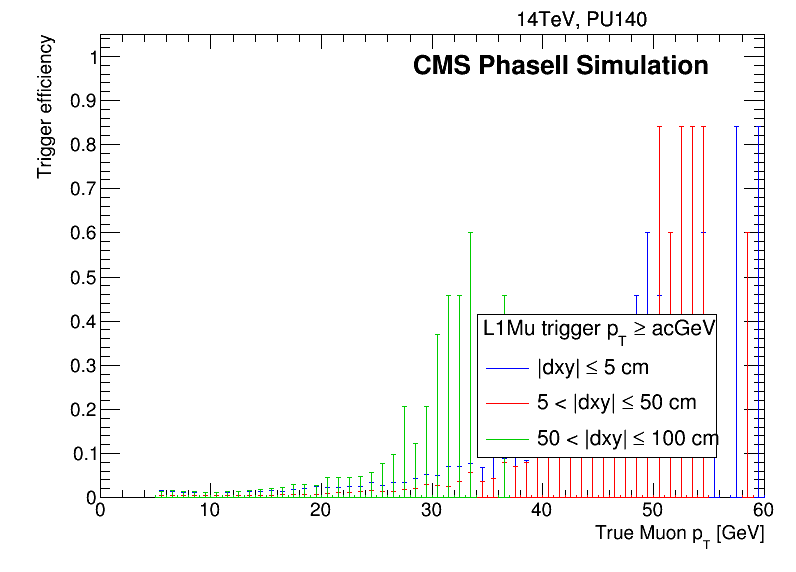 14TeV, PU140
CMS PhaseII Simulation
Trigger efficiency
1
0.9
0.8
0.7
0.6
0.5
0.4
0.3
0.2
0.1
0
L1Mu trigger p_T ≥ acGeV
|dxy| ≤ 5 cm
5 < |dxy| ≤ 50 cm
50 < |dxy| ≤ 100 cm
0 10 20 30 40 50 60
True Muon p_T [GeV]